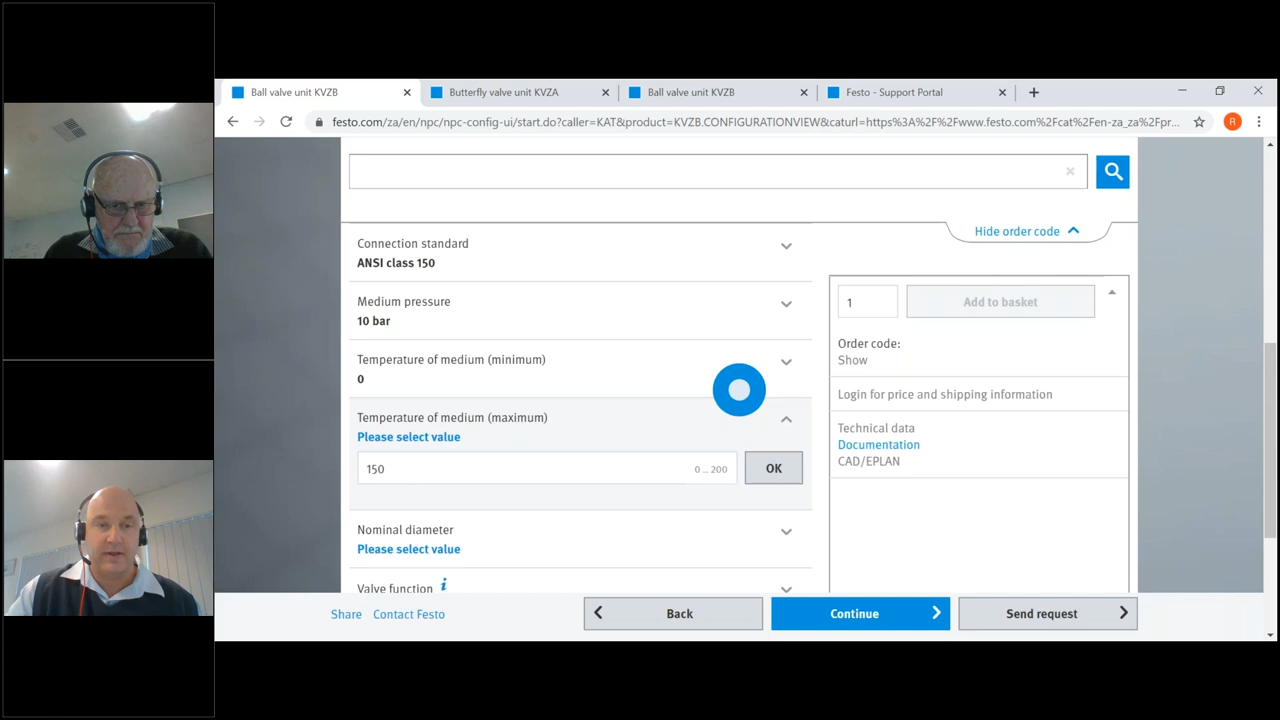 Ball valve unit KVZB
Butterfly valve unit KVZA
Ball valve unit KVZB
Festo - Support Portal
festo.com/za/en/npc/npc-config-ui/start.do?caller=KAT&product=KVZB.CONFIGURATIONVIEW&caturl=https%3A%2F%2Fwww.festo.com%2Fcat%2Fen-za_za%2Fpr...
R
Hide order code
Connection standard
ANSI class 150
Medium pressure
10 bar
Temperature of medium (minimum)
0
Temperature of medium (maximum)
Please select value
150
0 ... 200
OK
Nominal diameter
Please select value
Valve function i
1
Add to basket
Order code:
Show
Login for price and shipping information
Technical data
Documentation
CAD/EPLAN
Share
Contact Festo
Back
Continue
Send request